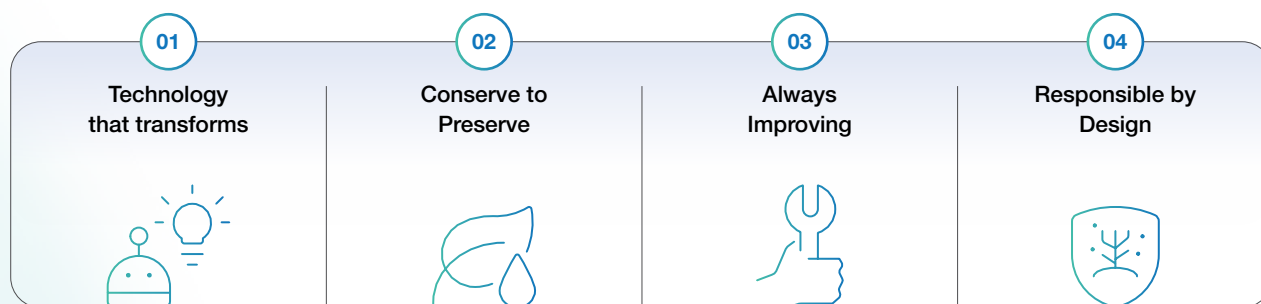 01
Technology
that transforms
02
Conserve to
Preserve
03
Always
Improving
04
Responsible by
Design